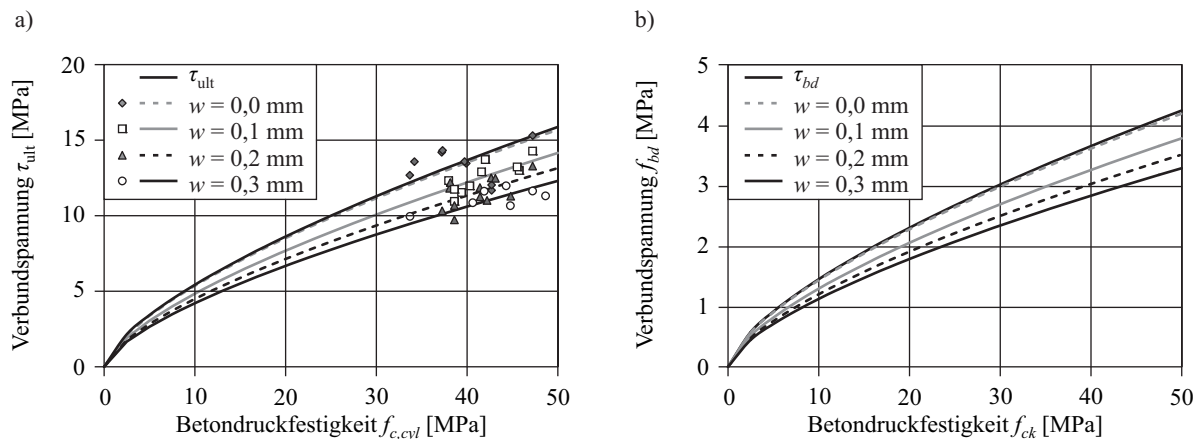 a)
Verbundspannung τult [MPa]
20
15
10
5
0
τult
w = 0,0 mm
w = 0,1 mm
w = 0,2 mm
w = 0,3 mm
0 10 20 30 40 50
Betondruckfestigkeit fc,cyl [MPa]
b)
Verbundspannung fbd [MPa]
5
4
3
2
1
0
τbd
w = 0,0 mm
w = 0,1 mm
w = 0,2 mm
w = 0,3 mm
0 10 20 30 40 50
Betondruckfestigkeit fck [MPa]